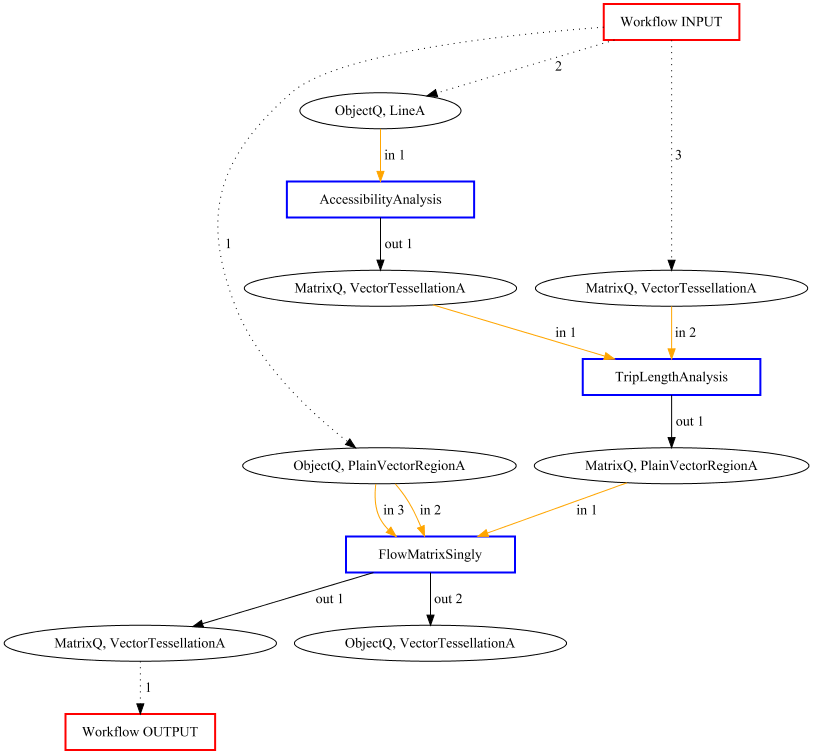 Workflow INPUT
2
ObjectQ, LineA
in 1
3
AccessibilityAnalysis
1
out 1
MatrixQ, VectorTessellationA
MatrixQ, VectorTessellationA
in 1
in 2
TripLengthAnalysis
out 1
ObjectQ, PlainVectorRegionA
MatrixQ, PlainVectorRegionA
in 3
in 2
in 1
FlowMatrixSingly
out 1
out 2
MatrixQ, VectorTessellationA
ObjectQ, VectorTessellationA
1
Workflow OUTPUT